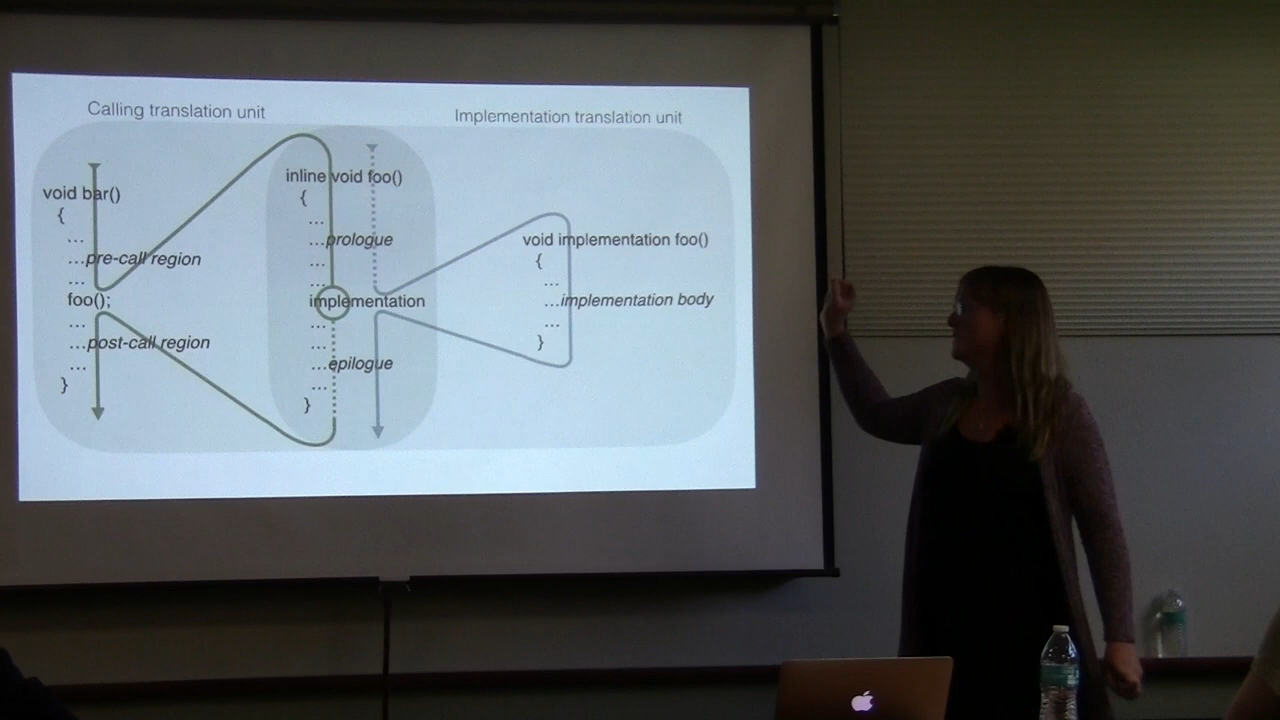 Calling translation unit
Implementation translation unit
void bar()
{
...
...pre-call region
...
foo();
...
...post-call region
...
}
inline void foo()
{
...
...prologue
...
...
implementation
...
...
...epilogue
...
}
void implementation foo()
{
...
...implementation body
...
}